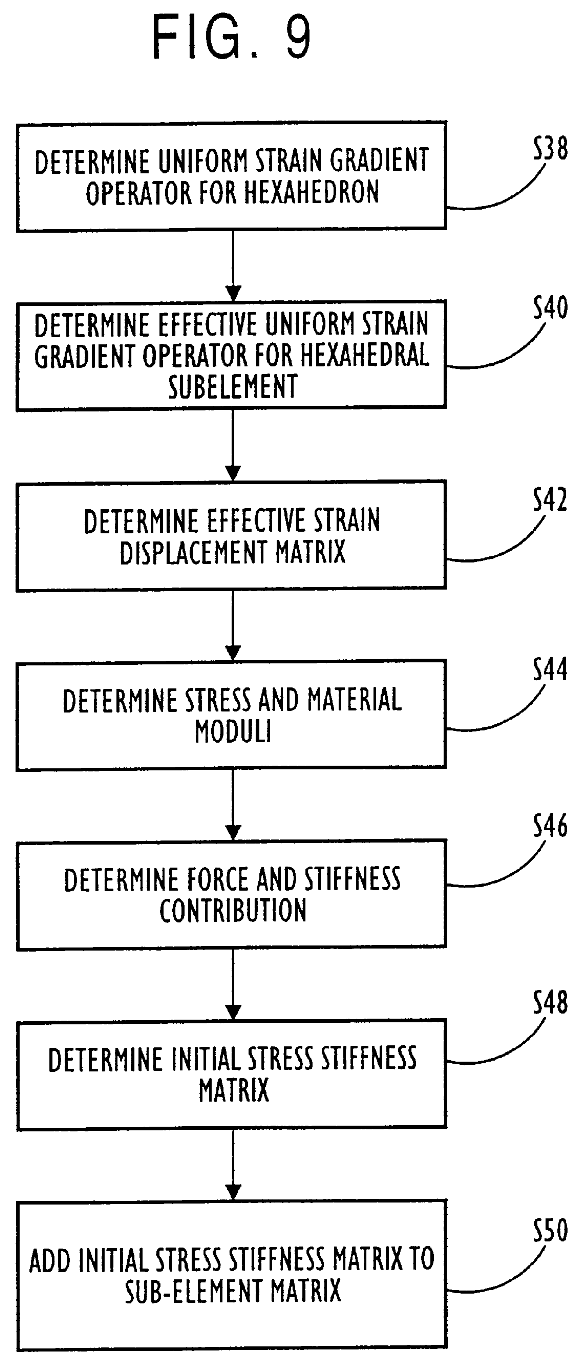 FIG. 9
DETERMINE UNIFORM STRAIN GRADIENT
OPERATOR FOR HEXAHEDRON
S38
DETERMINE EFFECTIVE UNIFORM STRAIN
GRADIENT OPERATOR FOR HEXAHEDRAL
SUBELEMENT
S40
DETERMINE EFFECTIVE STRAIN
DISPLACEMENT MATRIX
S42
DETERMINE STRESS AND MATERIAL
MODULI
S44
DETERMINE FORCE AND STIFFNESS
CONTRIBUTION
S46
DETERMINE INITIAL STRESS STIFFNESS
MATRIX
S48
ADD INITIAL STRESS STIFFNESS MATRIX TO
SUB-ELEMENT MATRIX
S50